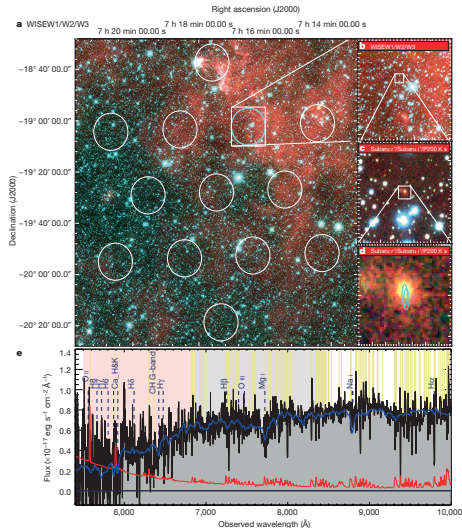 Right ascension (J2000)
a WISEW1/W2/W3
7 h 20 min 00.00 s
7 h 18 min 00.00 s
7 h 16 min 00.00 s
7 h 14 min 00.00 s
Declination (J2000)
−18° 40′ 00.0″
−19° 00′ 00.0″
−19° 20′ 00.0″
−19° 40′ 00.0″
−20° 00′ 00.0″
−20° 20′ 00.0″
b WISEW1/W2/W3
c Subaru r′/Subaru i′/P200 K s
d Subaru r′/Subaru i′/P200 K s
e
Flux (×10⁻¹⁷ erg s⁻¹ cm⁻² Å⁻¹)
1.4
1.2
1.0
0.8
0.6
0.4
0.2
0.0
Ca H&K
Hδ
CH G-band
Hγ
Hβ
O III
Mg I
Na
Hα
6,000
7,000
8,000
9,000
10,000
Observed wavelength (Å)